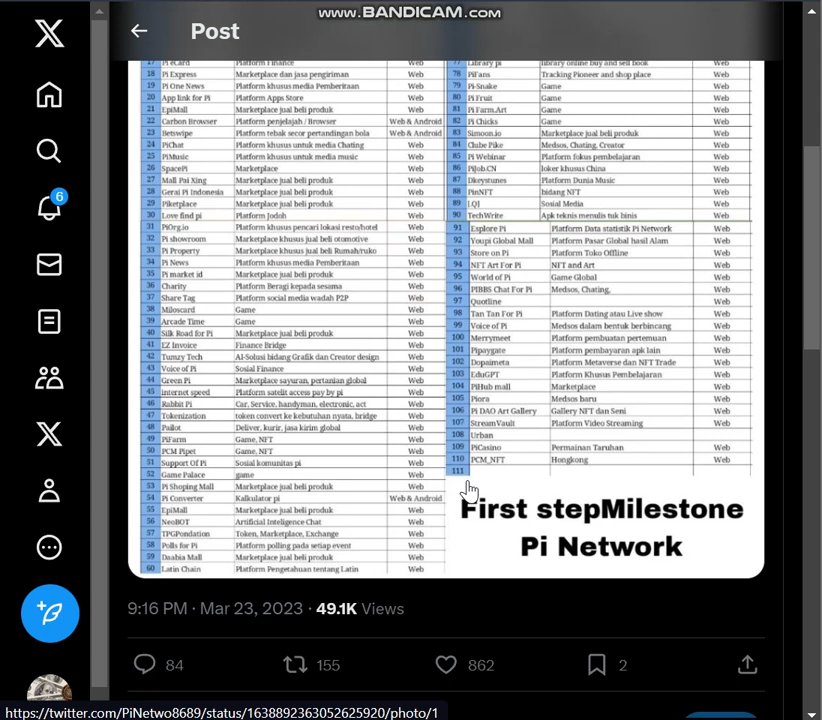 www.BANDICAM.com
Post
17 Pi eCard Platform Finance Web
18 Pi Express Marketplace dan jasa pengiriman Web
19 Pi One News Platform khusus media Pemberitaan Web
20 App link for Pi Platform Apps Store Web
21 EpiMall Marketplace jual beli produk Web
22 Carbon Browser Platform penjelajah / Browser Web & Android
23 Betswipe Platform tebak secor pertandingan bola Web & Android
24 PiChat Platform khusus untuk media Chating Web
25 PiMusic Platform khusus untuk media music Web
26 SpacePi Marketplace Web
27 Mall Pai Xing Marketplace jual beli produk Web
28 Gerai Pi Indonesia Marketplace jual beli produk Web
29 Piketplace Marketplace jual beli produk Web
30 Love find pi Platform Jodoh Web
31 PiOrg.io Platform khusus pencari lokasi resto/hotel Web
32 Pi showroom Marketplace khusus jual beli otomotive Web
33 Pi Property Marketplace khusus jual beli Rumah/ruko Web
34 Pi News Platform khusus media Pemberitaan Web
35 Pi market id Marketplace jual beli produk Web
36 Charity Platform Beragi kepada sesama Web
37 Share Tag Platform social media wadah P2P Web
38 Miloscard Game Web
39 Arcade Time Game Web
40 Silk Road for Pi Marketplace jual beli produk Web
41 EZ Invoice Finance Bridge Web
42 Tumzy Tech AI-Solusi bidang Grafik dan Creator design Web
43 Voice of Pi Sosial Finance Web
44 Green Pi Marketplace sayuran, pertanian global Web
45 internet speed Platform satelit access pay by pi Web
46 Rabbit Pi Car, Service, handyman, electronic, act Web
47 Tokenization token convert ke kebutuhan nyata, bridge Web
48 Pailot Deliver, kurir, jasa kirim global Web
49 PiFarm Game, NFT Web
50 PCM Pipet Game, NFT Web
51 Support Of Pi Sosial komunitas pi Web
52 Game Palace game Web
53 Pi Shoping Mall Marketplace jual beli produk Web
54 Pi Converter Kalkulator pi Web & Android
55 EpiMall Marketplace jual beli produk Web
56 NeoBOT Artificial Inteligence Chat Web
57 TPGPondation Token, Marketplace, Exchange Web
58 Polls for Pi Platform polling pada setiap event Web
59 Daabia Mall Marketplace jual beli produk Web
60 Latin Chain Platform Pengetahuan tentang Latin Web
77 Library pi library online buy and sell book Web
78 PiFans Tracking Pioneer and shop place Web
79 Pi-Snake Game Web
80 Pi Fruit Game Web
81 Pi Farm.Art Game Web
82 Pi Chicks Game Web
83 Simoon.io Marketplace jual beli produk Web
84 Clube Pike Medsos, Chating, Creator Web
85 Pi Webinar Platform fokus pembelajaran Web
86 PiJob.CN loker khusus China Web
87 Dkeytunes Platform Dunia Music Web
88 PinNFT bidang NFT Web
89 LQI Sosial Media Web
90 TechWrite Apk teknis menulis tuk binis Web
91 Esplore Pi Platform Data statistik Pi Network Web
92 Youpi Global Mall Platform Pasar Global hasil Alam Web
93 Store on Pi Platform Toko Offline Web
94 NFT Art For Pi NFT and Art Web
95 World of Pi Game Global Web
96 PIBBS Chat For Pi Medsos, Chating, Web
97 Quotline Web
98 Tan Tan For Pi Platform Dating atau Live show Web
99 Voice of Pi Medsos dalam bentuk berbincang Web
100 Merrymeet Platform pembuatan pertemuan Web
101 Pipaygate Platform pembayaran apk lain Web
102 Dopaimeta Platform Metaverse dan NFT Trade Web
103 EduGPT Platform Khusus Pembelajaran Web
104 PiHub mall Marketplace Web
105 Piora Medsos baru Web
106 Pi DAO Art Gallery Gallery NFT dan Seni Web
107 StreamVault Platform Video Streaming Web
108 Urban
109 PiCasino Permainan Taruhan Web
110 PCM_NFT Hongkong Web
111
First stepMilestone
Pi Network
9:16 PM · Mar 23, 2023 · 49.1K Views
84 155 862 2
6
https://twitter.com/PiNetwo8689/status/1638892363052625920/photo/1